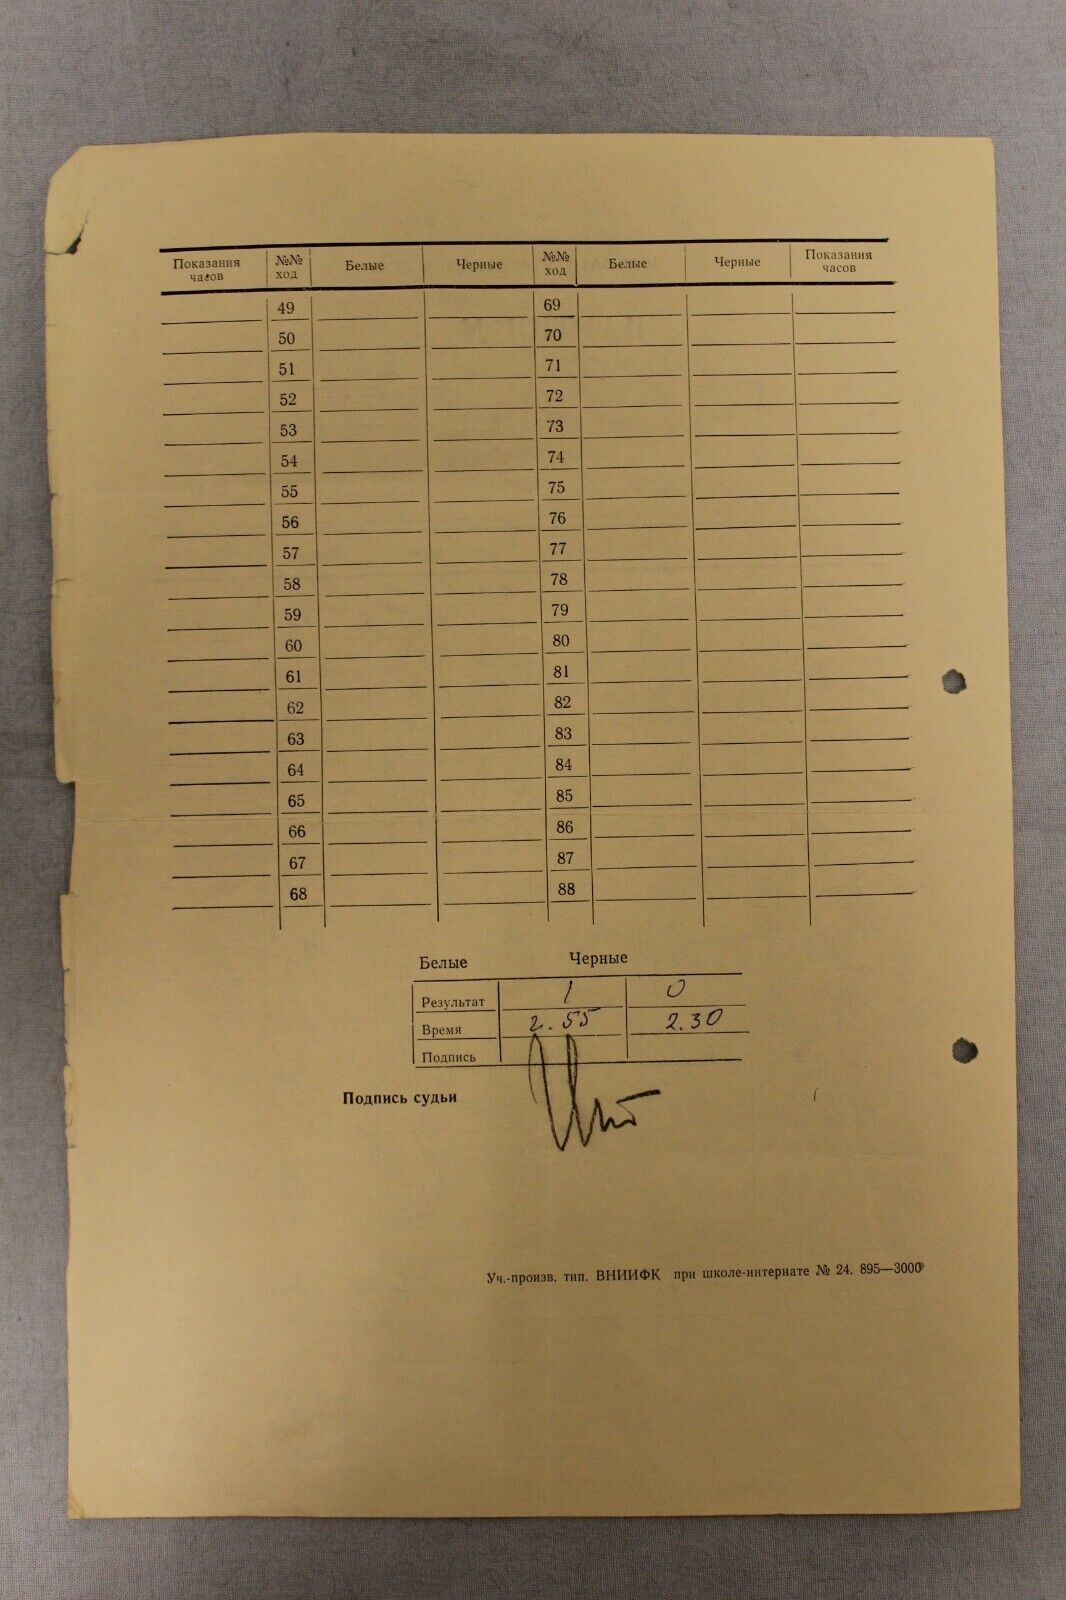 Показания часов №№ ход Белые Черные №№ ход Белые Черные Показания часов
49 69
50 70
51 71
52 72
53 73
54 74
55 75
56 76
57 77
58 78
59 79
60 80
61 81
62 82
63 83
64 84
65 85
66 86
67 87
68 88
Белые Черные
Результат 1 0
Время 2.55 2.30
Подпись
Подпись судьи
Уч.-произв. тип. ВНИИФК при школе-интернате № 24. 895—3000